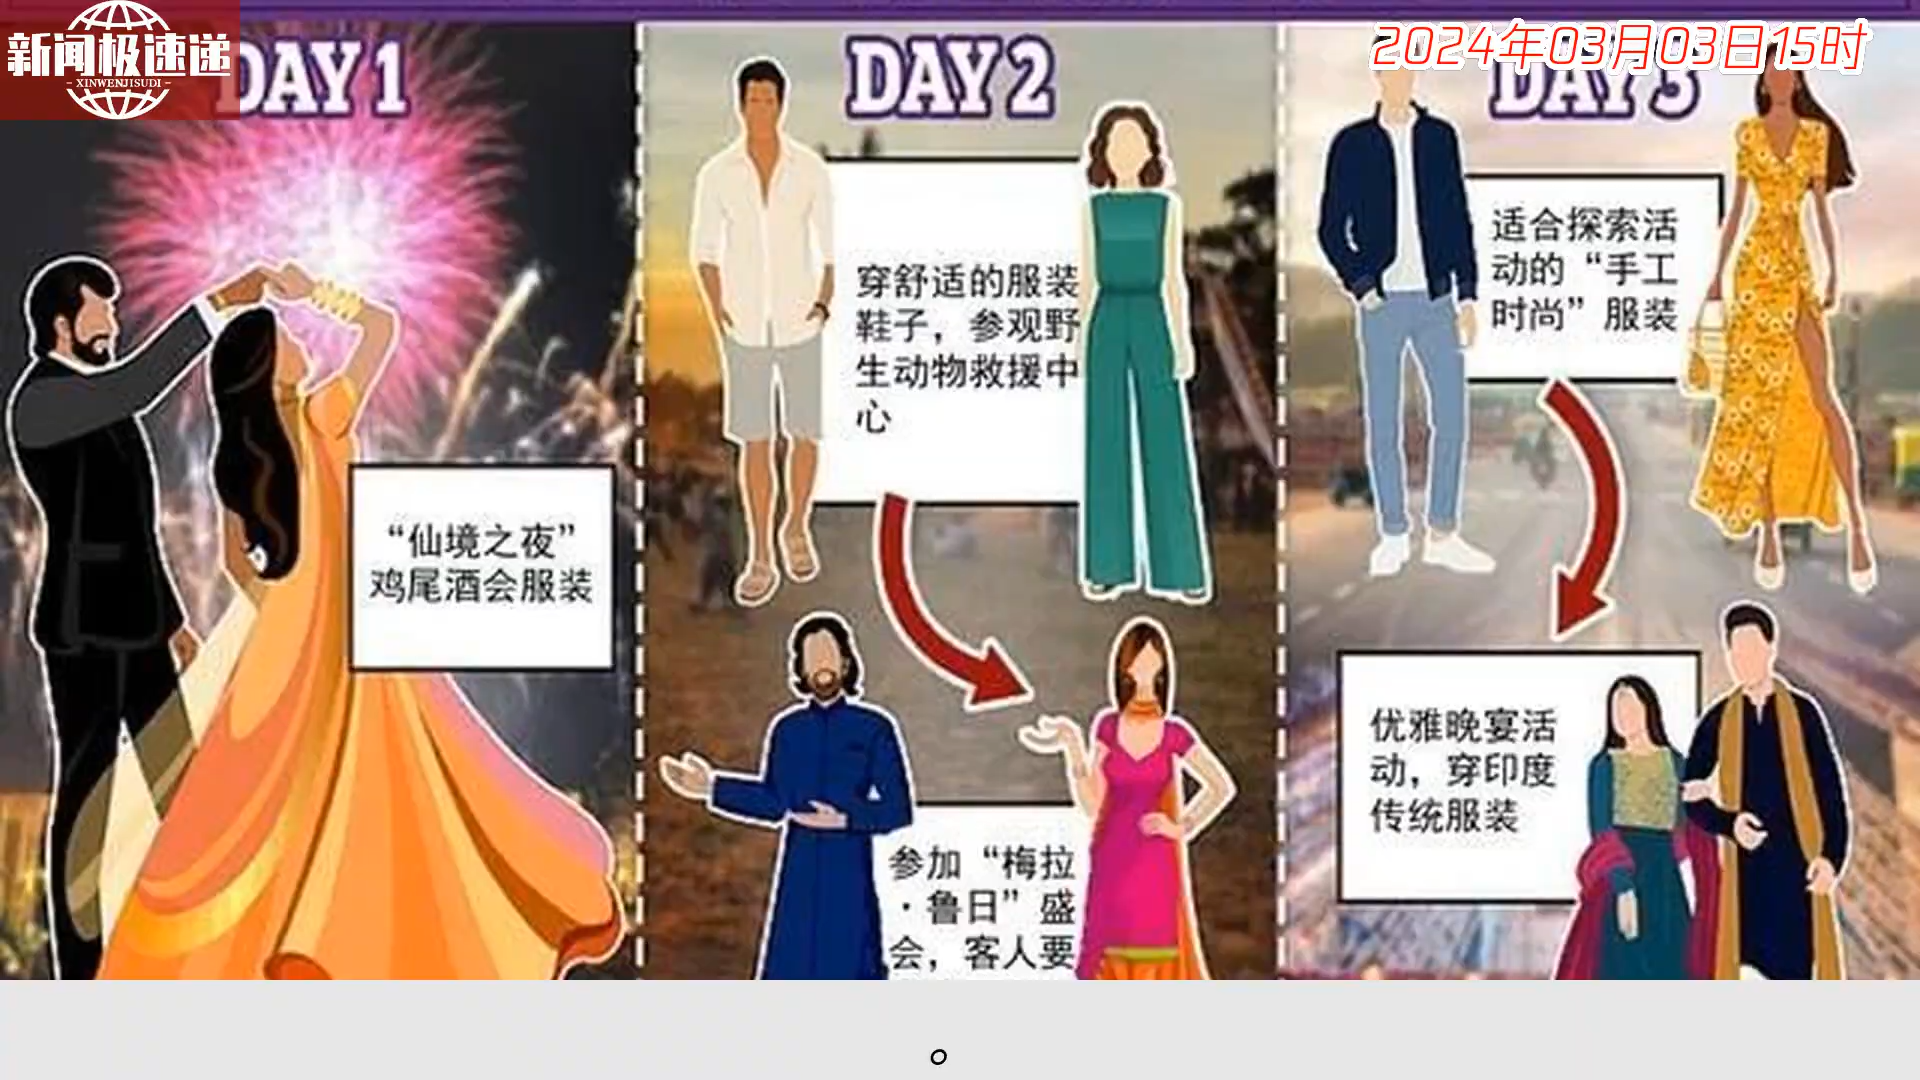 新闻极速递
-XINWENJISUDI-
2024年03月03日15时
DAY 1
“仙境之夜”
鸡尾酒会服装
DAY 2
穿舒适的服装
鞋子，参观野
生动物救援中
心
参加“梅拉
·鲁日”盛
会，客人要
DAY 3
适合探索活
动的“手工
时尚”服装
优雅晚宴活
动，穿印度
传统服装
。